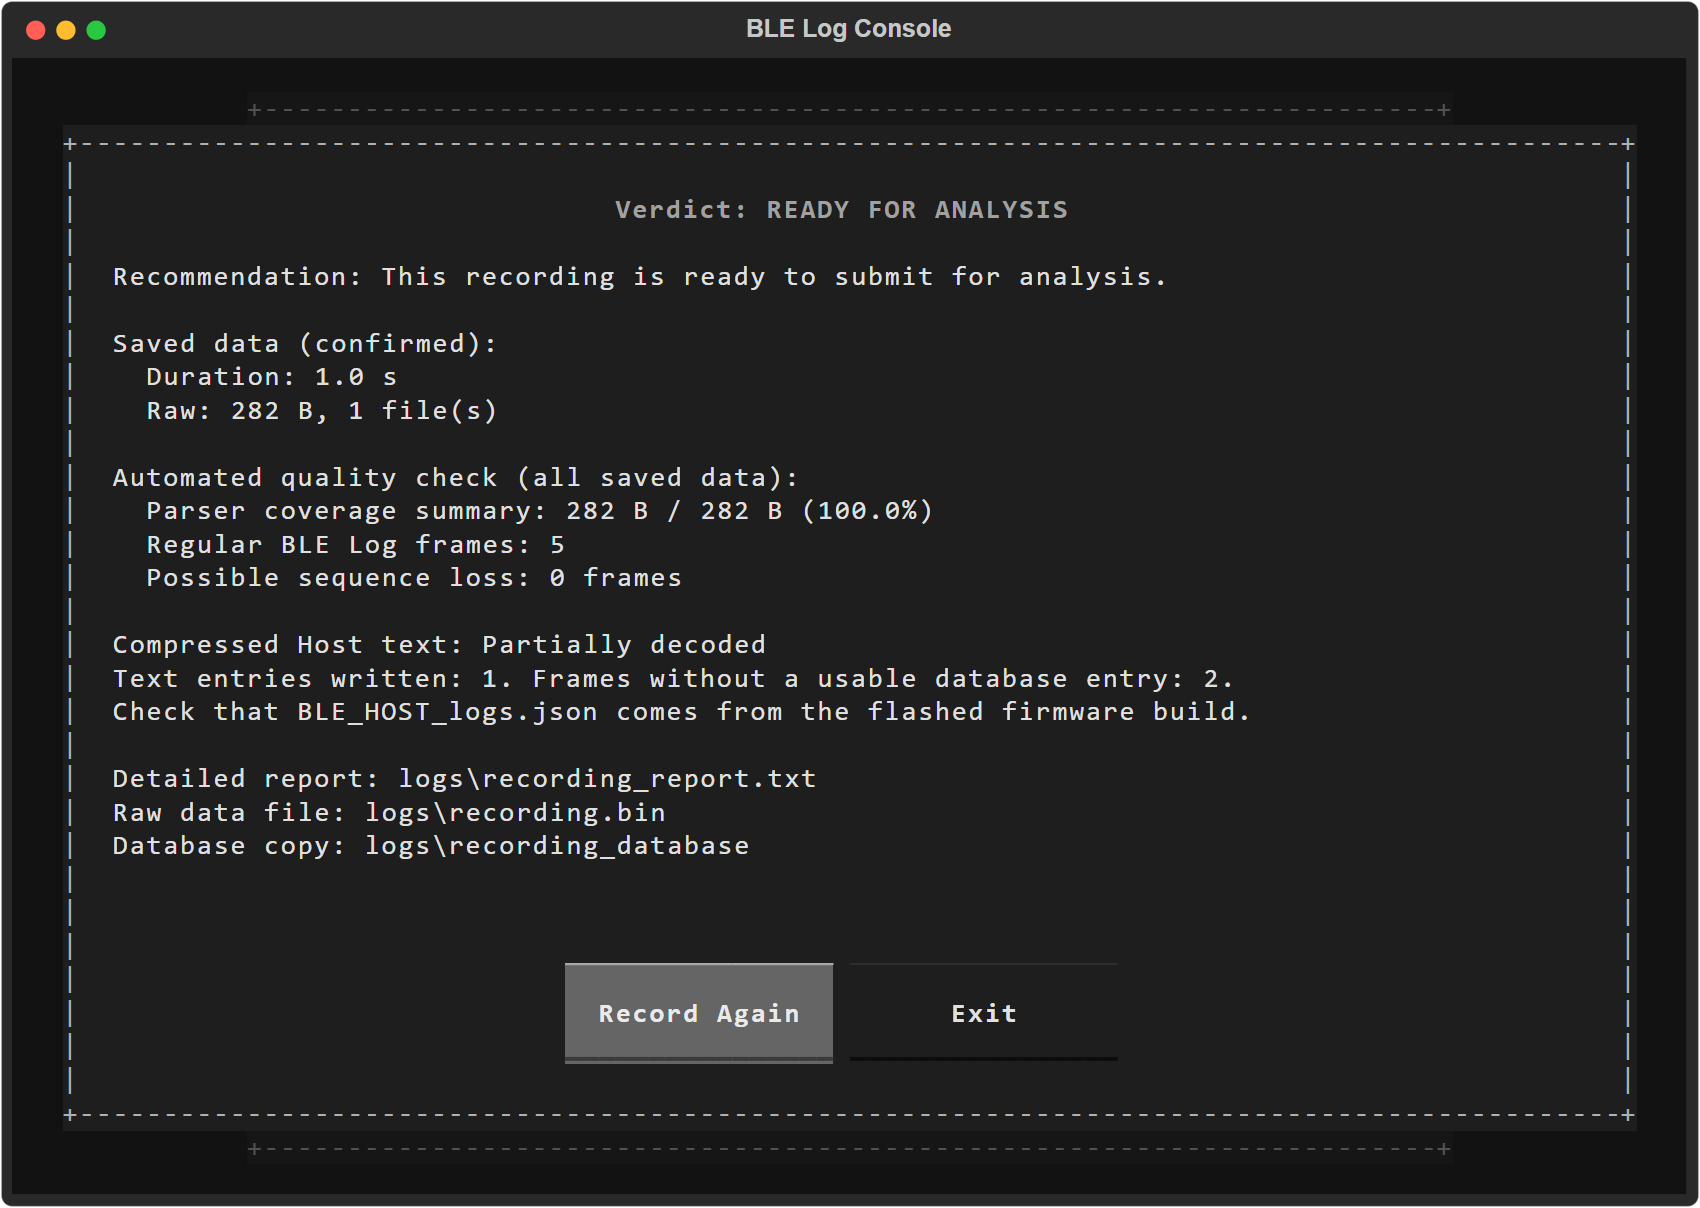 BLE Log Console
Verdict: READY FOR ANALYSIS
Recommendation: This recording is ready to submit for analysis.
Saved data (confirmed):
Duration: 1.0 s
Raw: 282 B, 1 file(s)
Automated quality check (all saved data):
Parser coverage summary: 282 B / 282 B (100.0%)
Regular BLE Log frames: 5
Possible sequence loss: 0 frames
Compressed Host text: Partially decoded
Text entries written: 1. Frames without a usable database entry: 2.
Check that BLE_HOST_logs.json comes from the flashed firmware build.
Detailed report: logs\recording_report.txt
Raw data file: logs\recording.bin
Database copy: logs\recording_database
Record Again
Exit